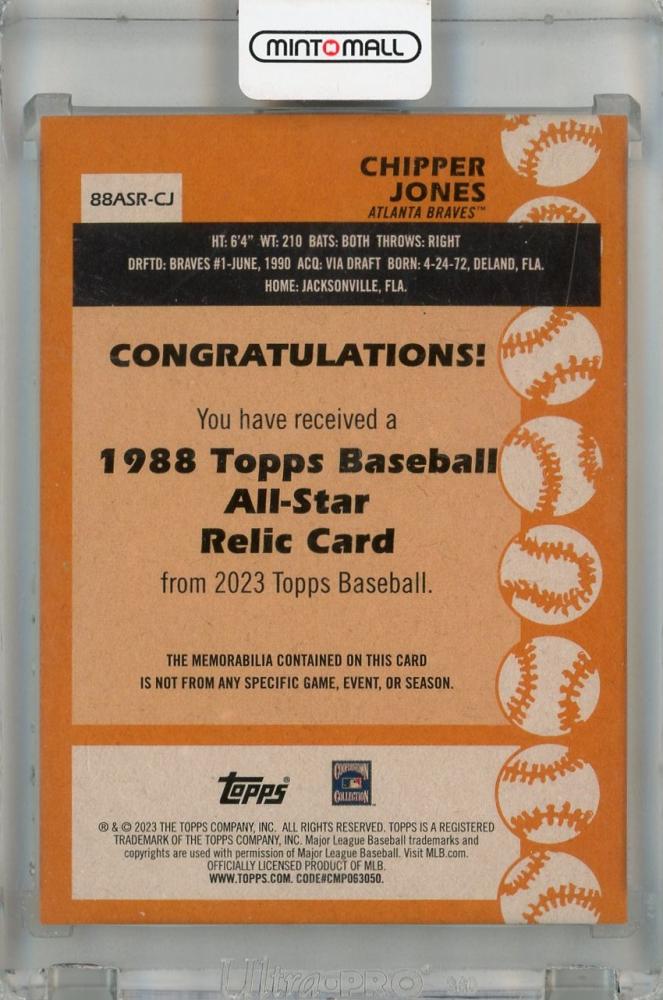 MINTMALL
CHIPPER
JONES
ATLANTA BRAVES™
88ASR-CJ
HT: 6'4" WT: 210 BATS: BOTH THROWS: RIGHT
DRFTD: BRAVES #1-JUNE, 1990 ACQ: VIA DRAFT BORN: 4-24-72, DELAND, FLA.
HOME: JACKSONVILLE, FLA.
CONGRATULATIONS!
You have received a
1988 Topps Baseball
All-Star
Relic Card
from 2023 Topps Baseball.
THE MEMORABILIA CONTAINED ON THIS CARD
IS NOT FROM ANY SPECIFIC GAME, EVENT, OR SEASON.
Topps®
COOPERSTOWN
COLLECTION
® & © 2023 THE TOPPS COMPANY, INC. ALL RIGHTS RESERVED. TOPPS IS A REGISTERED
TRADEMARK OF THE TOPPS COMPANY, INC. Major League Baseball trademarks and
copyrights are used with permission of Major League Baseball. Visit MLB.com.
OFFICIALLY LICENSED PRODUCT OF MLB.
WWW.TOPPS.COM. CODE#CMP063050.
Ultra PRO